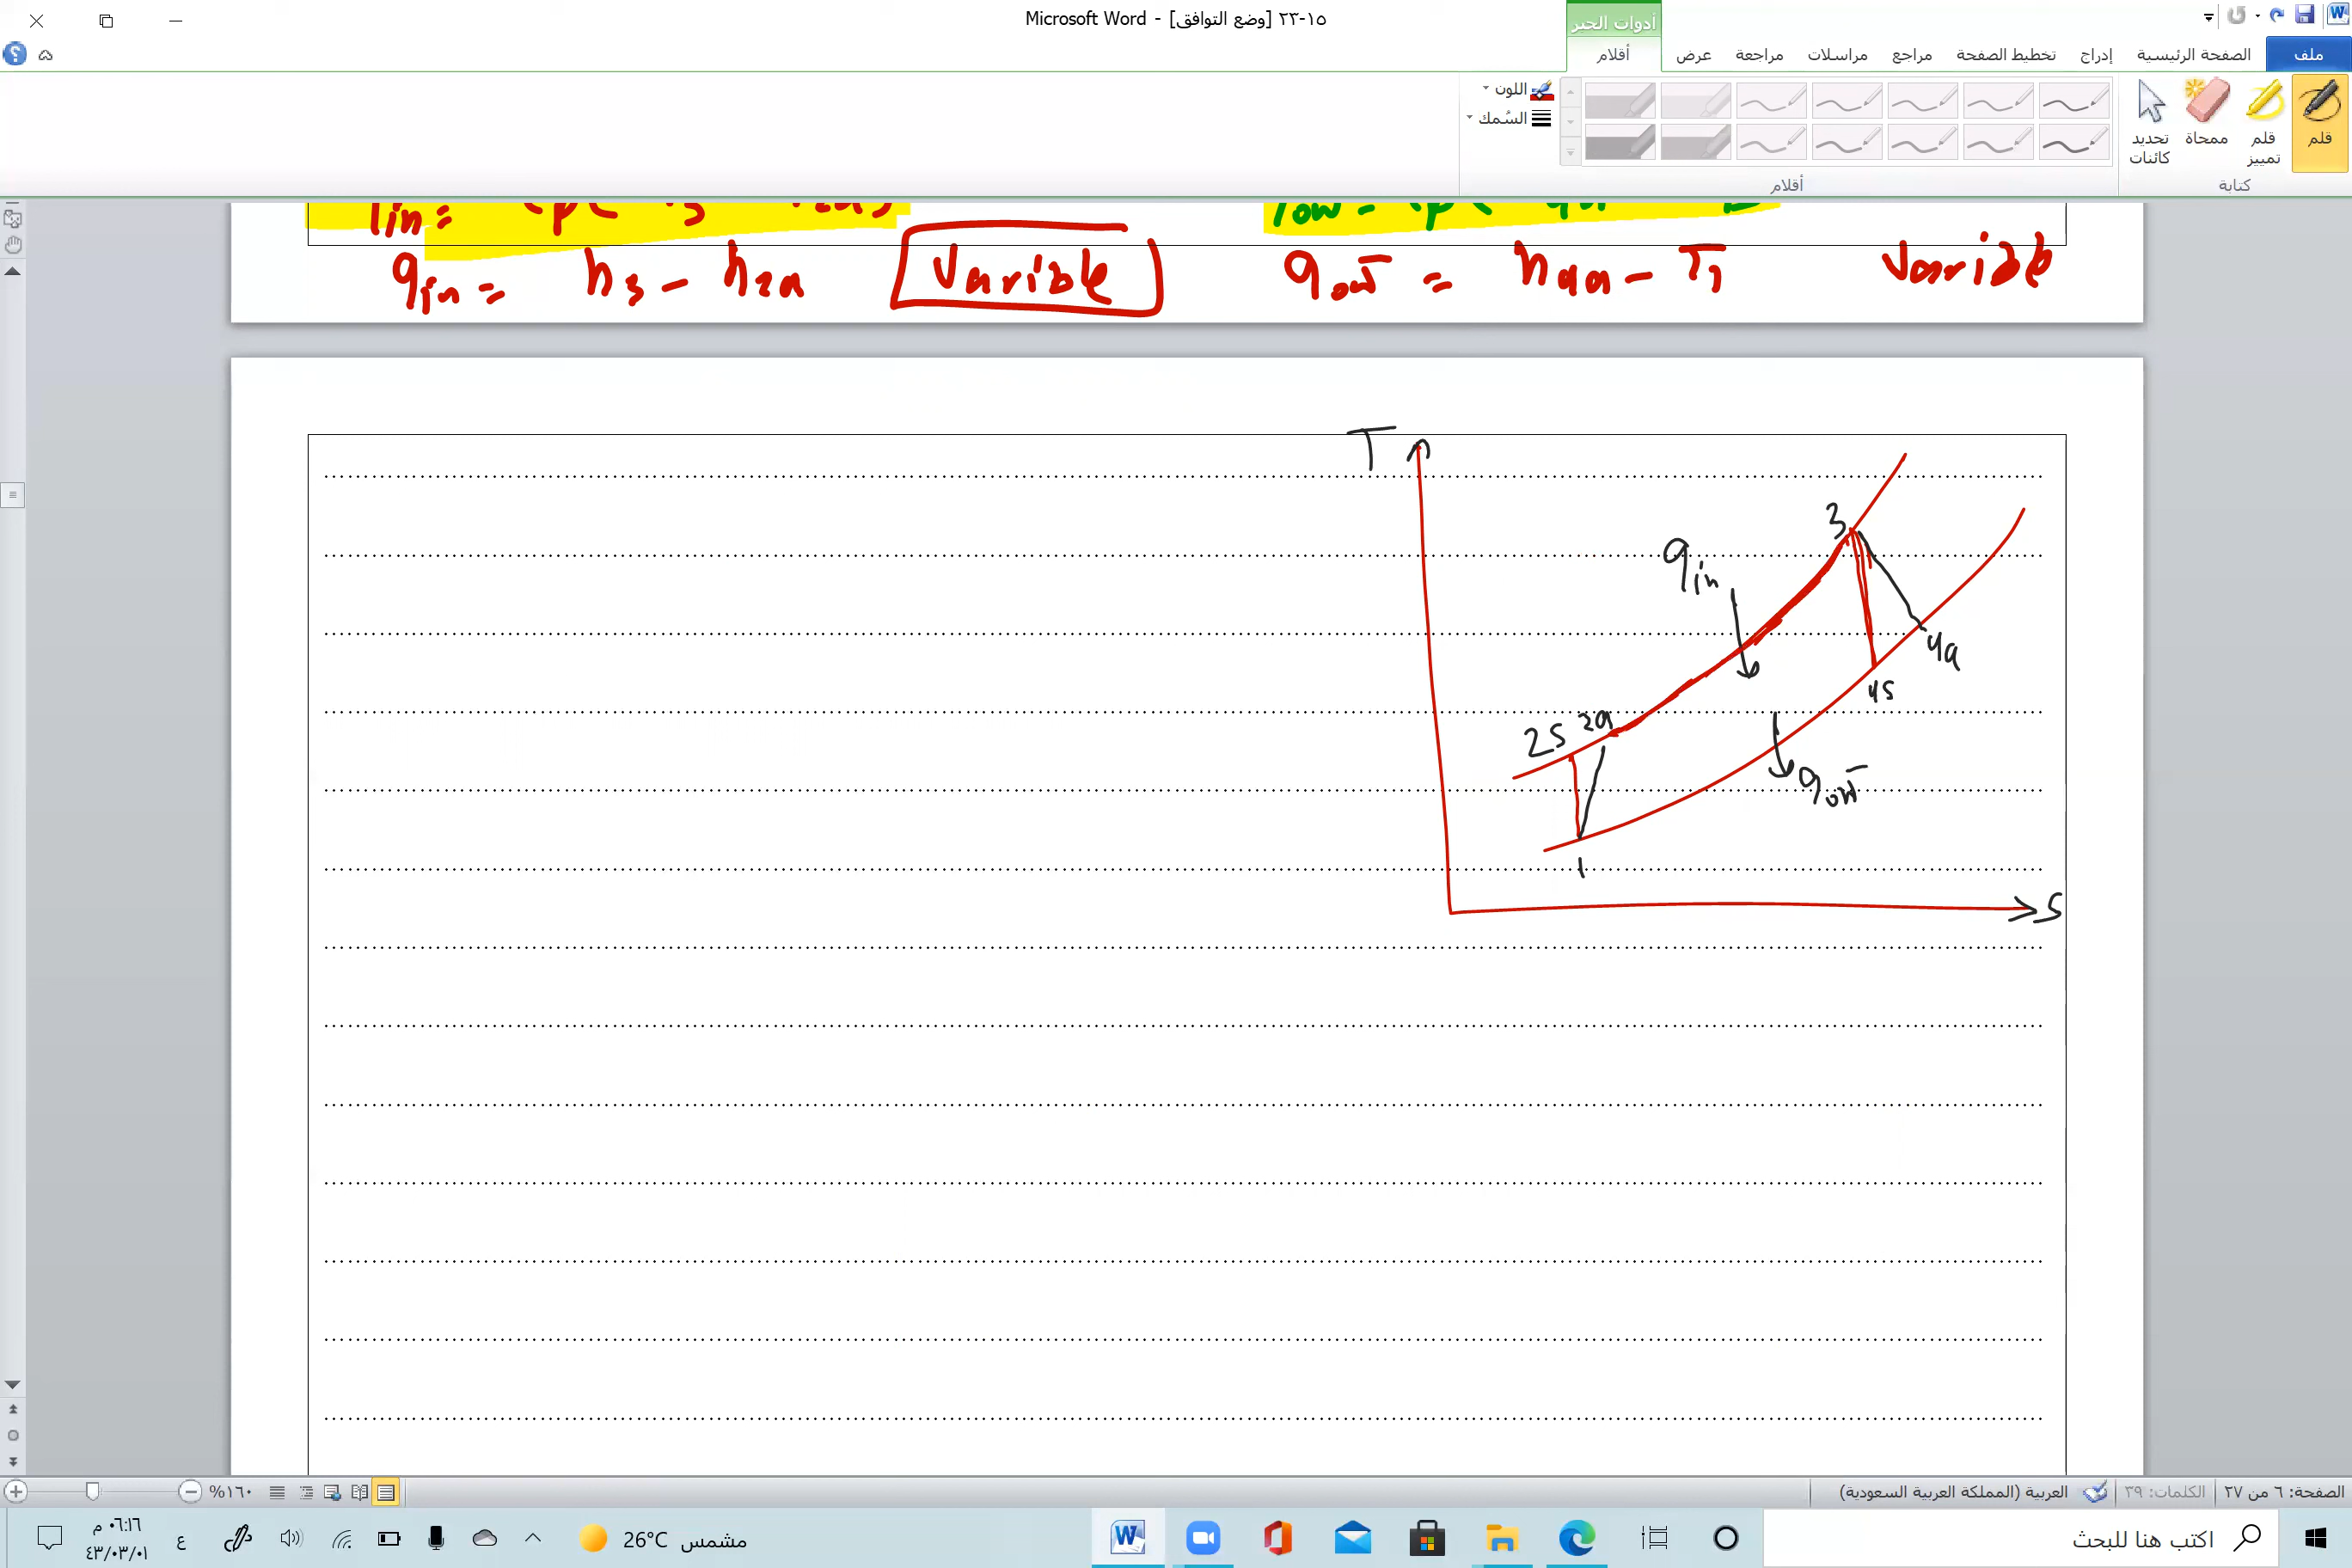 ١٥-٢٣ [وضع التوافق] - Microsoft Word
أدوات الحبر
ملف الصفحة الرئيسية إدراج تخطيط الصفحة مراجع مراسلات مراجعة عرض أقلام
قلم
قلم تمييز
ممحاة
تحديد كائنات
كتابة
اللون
السُمك
أقلام
qin = h3 - h2a Varible qout = h4a - T1 Varible
T
3
qin
4a
4s
2s 2a
qout
1
S
الصفحة: ٦ من ٢٧ الكلمات: ٣٩ العربية (المملكة العربية السعودية) ١٦٠%
اكتب هنا للبحث
26°C مشمس
ع
٠٦:١٦ م
٤٣/٠٣/٠١